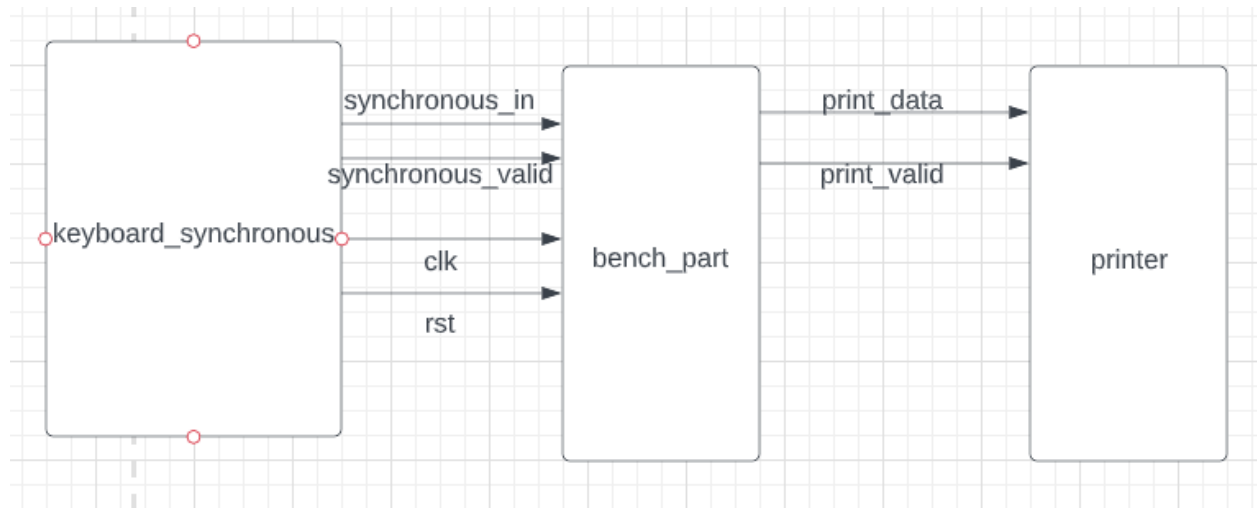 synchronous_in
synchronous_valid
keyboard_synchronous
clk
rst
bench_part
print_data
print_valid
printer